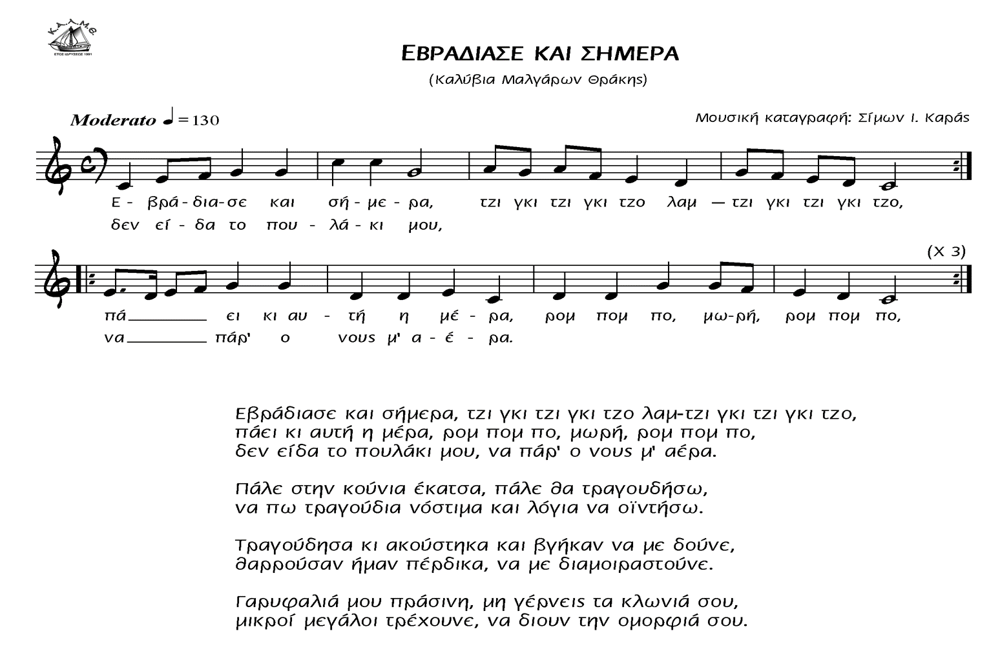 Κ.Α.Λ.Μ.Θ.
ΕΤΟΣ ΙΔΡΥΣΕΩΣ 1991
ΕΒΡΑΔΙΑΣΕ ΚΑΙ ΣΗΜΕΡΑ
(Καλύβια Μαλγάρων Θράκης)
Moderato ♩=130
Μουσική καταγραφή: Σίμων Ι. Καράς
Ε - βρά - δια - σε και σή - με - ρα, τζι γκι τζι γκι τζο λαμ — τζι γκι τζι γκι τζο,
δεν εί - δα το που - λά - κι μου,
(X 3)
πά ει κι αυ - τή η μέ - ρα, ρομ πομ πο, μω-ρή, ρομ πομ πο,
να πάρ' ο νους μ' α - έ - ρα.
Εβράδιασε και σήμερα, τζι γκι τζι γκι τζο λαμ-τζι γκι τζι γκι τζο,
πάει κι αυτή η μέρα, ρομ πομ πο, μωρή, ρομ πομ πο,
δεν είδα το πουλάκι μου, να πάρ' ο νους μ' αέρα.
Πάλε στην κούνια έκατσα, πάλε θα τραγουδήσω,
να πω τραγούδια νόστιμα και λόγια να οϊντήσω.
Τραγούδησα κι ακούστηκα και βγήκαν να με δούνε,
θαρρούσαν ήμαν πέρδικα, να με διαμοιραστούνε.
Γαρυφαλιά μου πράσινη, μη γέρνεις τα κλωνιά σου,
μικροί μεγάλοι τρέχουνε, να διουν την ομορφιά σου.